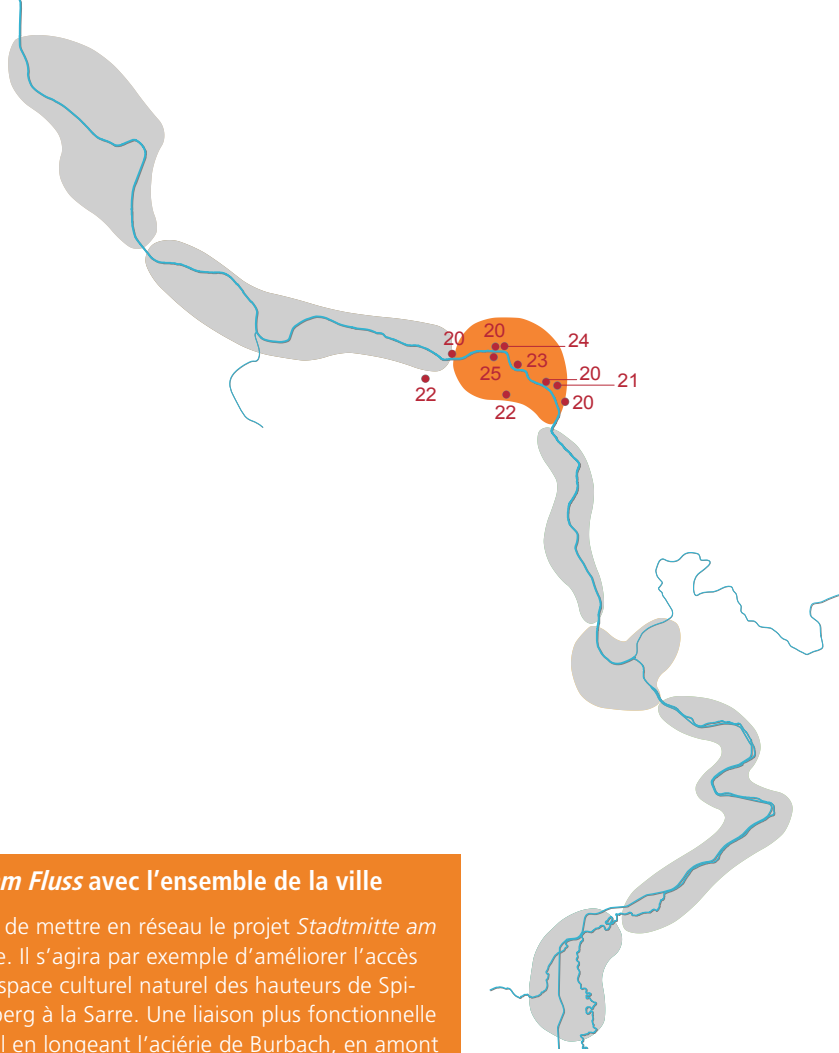 20
20
24
23
25
20
21
22
20
22
m Fluss avec l'ensemble de la ville
de mettre en réseau le projet Stadtmitte am
e. Il s'agira par exemple d'améliorer l'accès
space culturel naturel des hauteurs de Spi-
berg à la Sarre. Une liaison plus fonctionnelle
l en longeant l'aciérie de Burbach, en amont